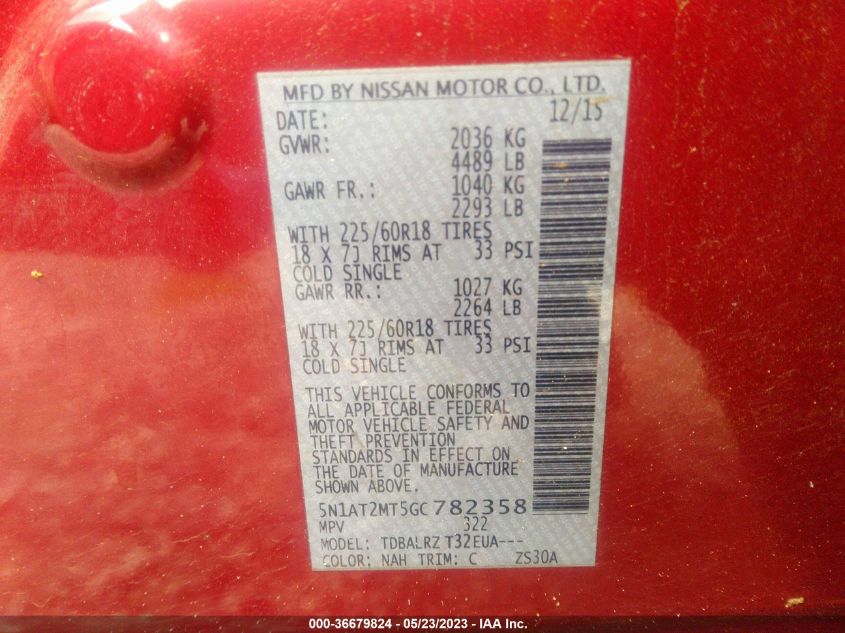 MFD BY NISSAN MOTOR CO., LTD.
DATE: 12/15
GVWR: 2036 KG
4489 LB
GAWR FR.: 1040 KG
2293 LB
WITH 225/60R18 TIRES
18 X 7J RIMS AT 33 PSI
COLD SINGLE
GAWR RR.: 1027 KG
2264 LB
WITH 225/60R18 TIRES
18 X 7J RIMS AT 33 PSI
COLD SINGLE
THIS VEHICLE CONFORMS TO
ALL APPLICABLE FEDERAL
MOTOR VEHICLE SAFETY AND
THEFT PREVENTION
STANDARDS IN EFFECT ON
THE DATE OF MANUFACTURE
SHOWN ABOVE.
5N1AT2MT5GC782358
MPV 322
MODEL: TDBALRZ T32EUA---
COLOR: NAH TRIM: C ZS30A
000-36679824 — 05/23/2023 — IAA Inc.